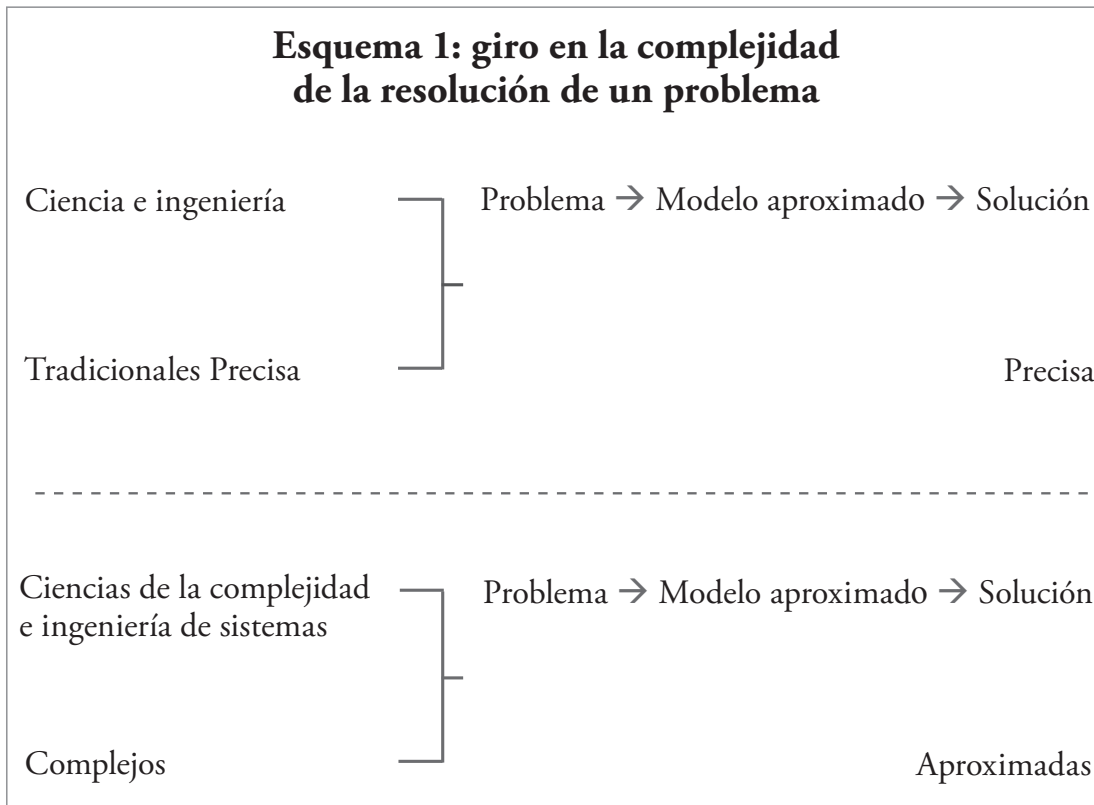 Esquema 1: giro en la complejidad
de la resolución de un problema
Ciencia e ingeniería
Problema → Modelo aproximado → Solución
Tradicionales Precisa
Precisa
Ciencias de la complejidad
e ingeniería de sistemas
Problema → Modelo aproximado → Solución
Complejos
Aproximadas